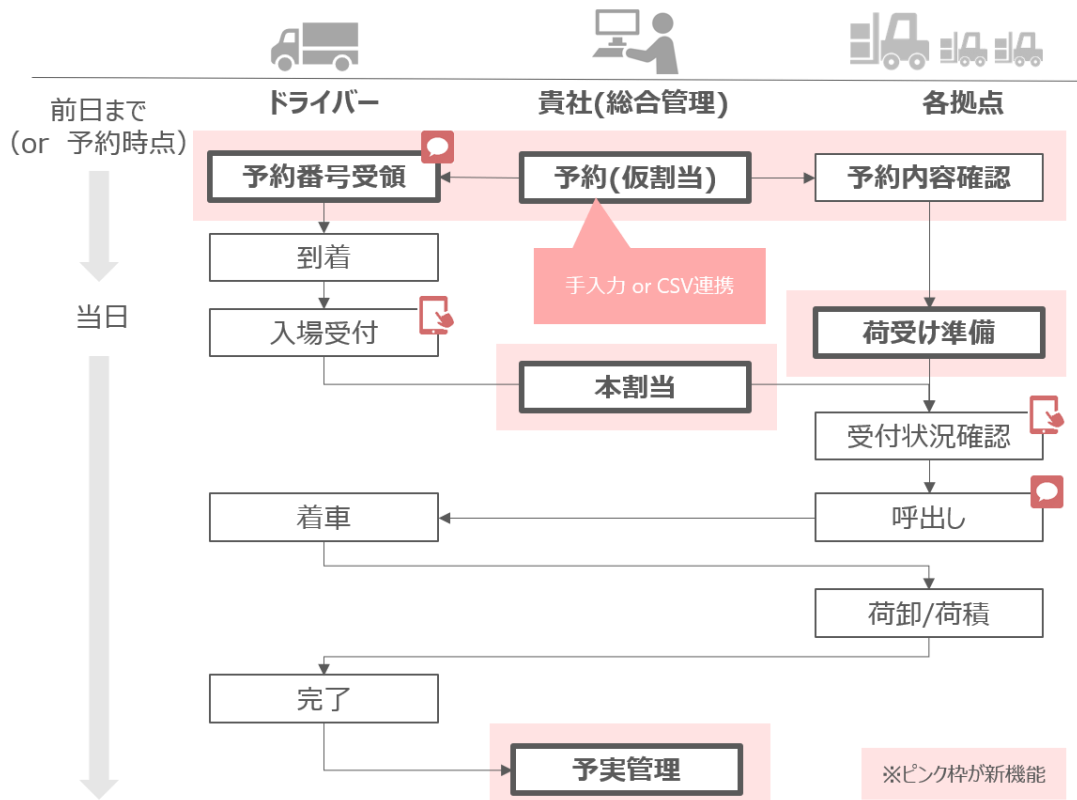 ドライバー
貴社(総合管理)
各拠点
前日まで
(or 予約時点)
予約番号受領
予約(仮割当)
予約内容確認
到着
手入力 or CSV連携
当日
入場受付
荷受け準備
本割当
受付状況確認
着車
呼出し
荷卸/荷積
完了
予実管理
※ピンク枠が新機能